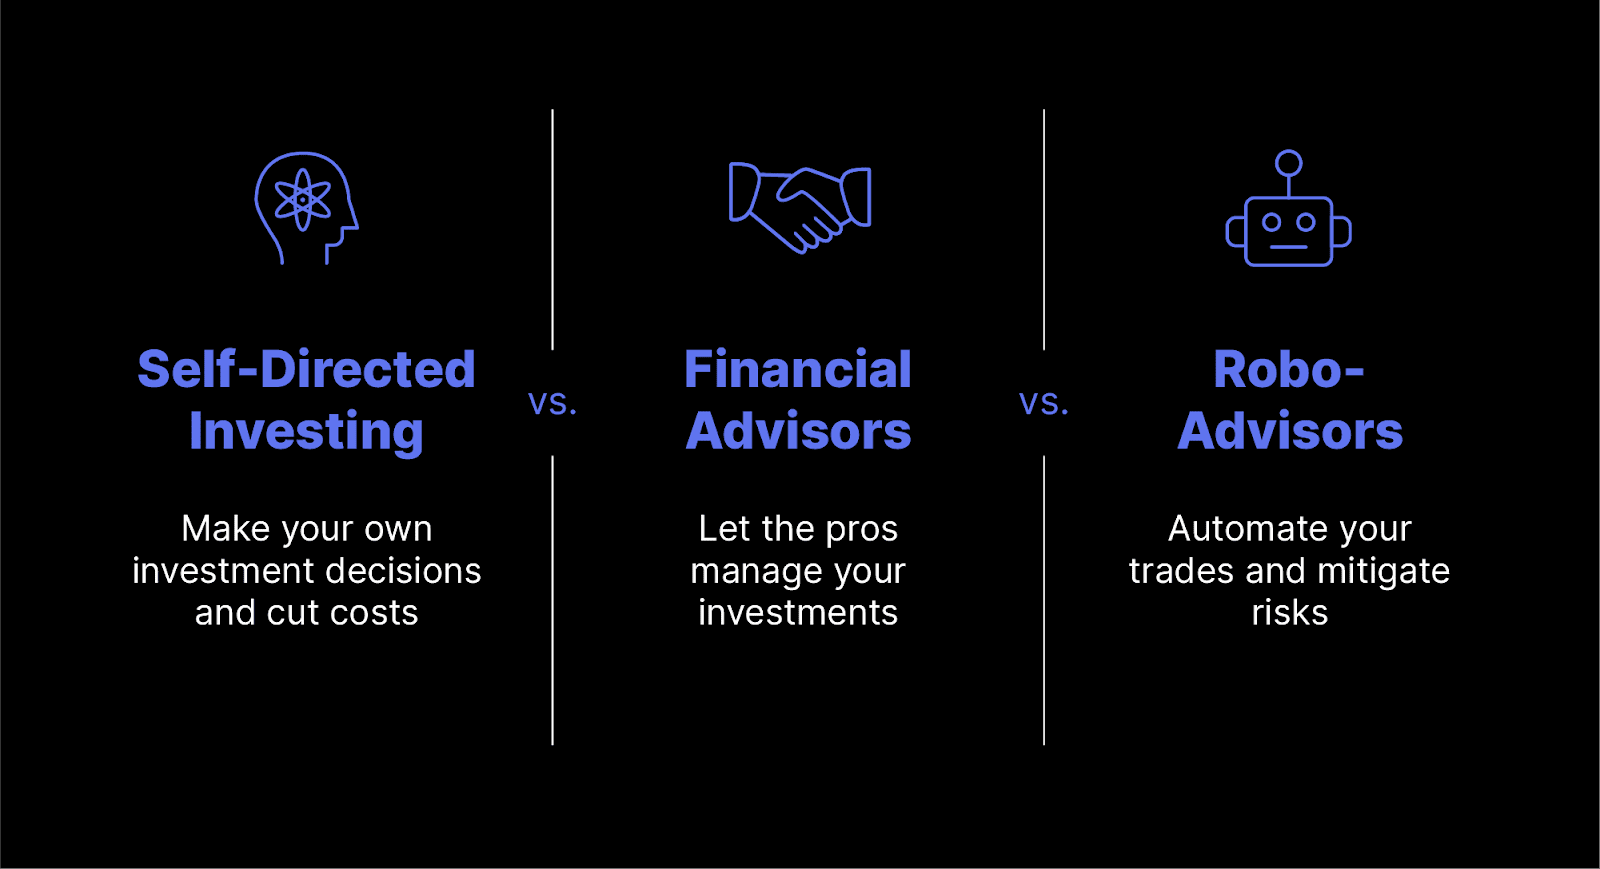 Self-Directed
Investing
Make your own
investment decisions
and cut costs
vs.
Financial
Advisors
Let the pros
manage your
investments
vs.
Robo-
Advisors
Automate your
trades and mitigate
risks